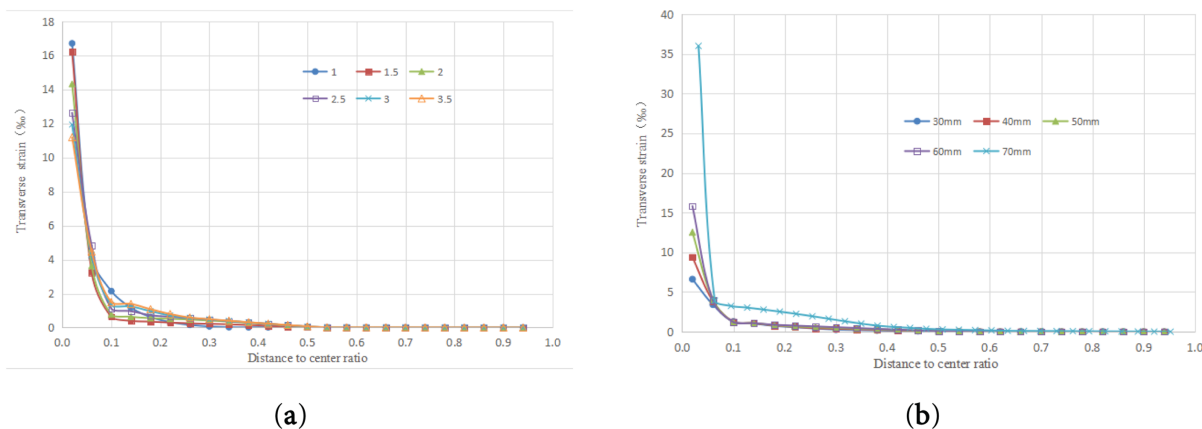 18
16
14
12
10
8
6
4
2
0
Transverse strain (‰)
1 1.5 2
2.5 3 3.5
0.0 0.1 0.2 0.3 0.4 0.5 0.6 0.7 0.8 0.9 1.0
Distance to center ratio
(a)
40
35
30
25
20
15
10
5
0
Transverse strain (‰)
30mm 40mm 50mm
60mm 70mm
0.0 0.1 0.2 0.3 0.4 0.5 0.6 0.7 0.8 0.9 1.0
Distance to center ratio
(b)